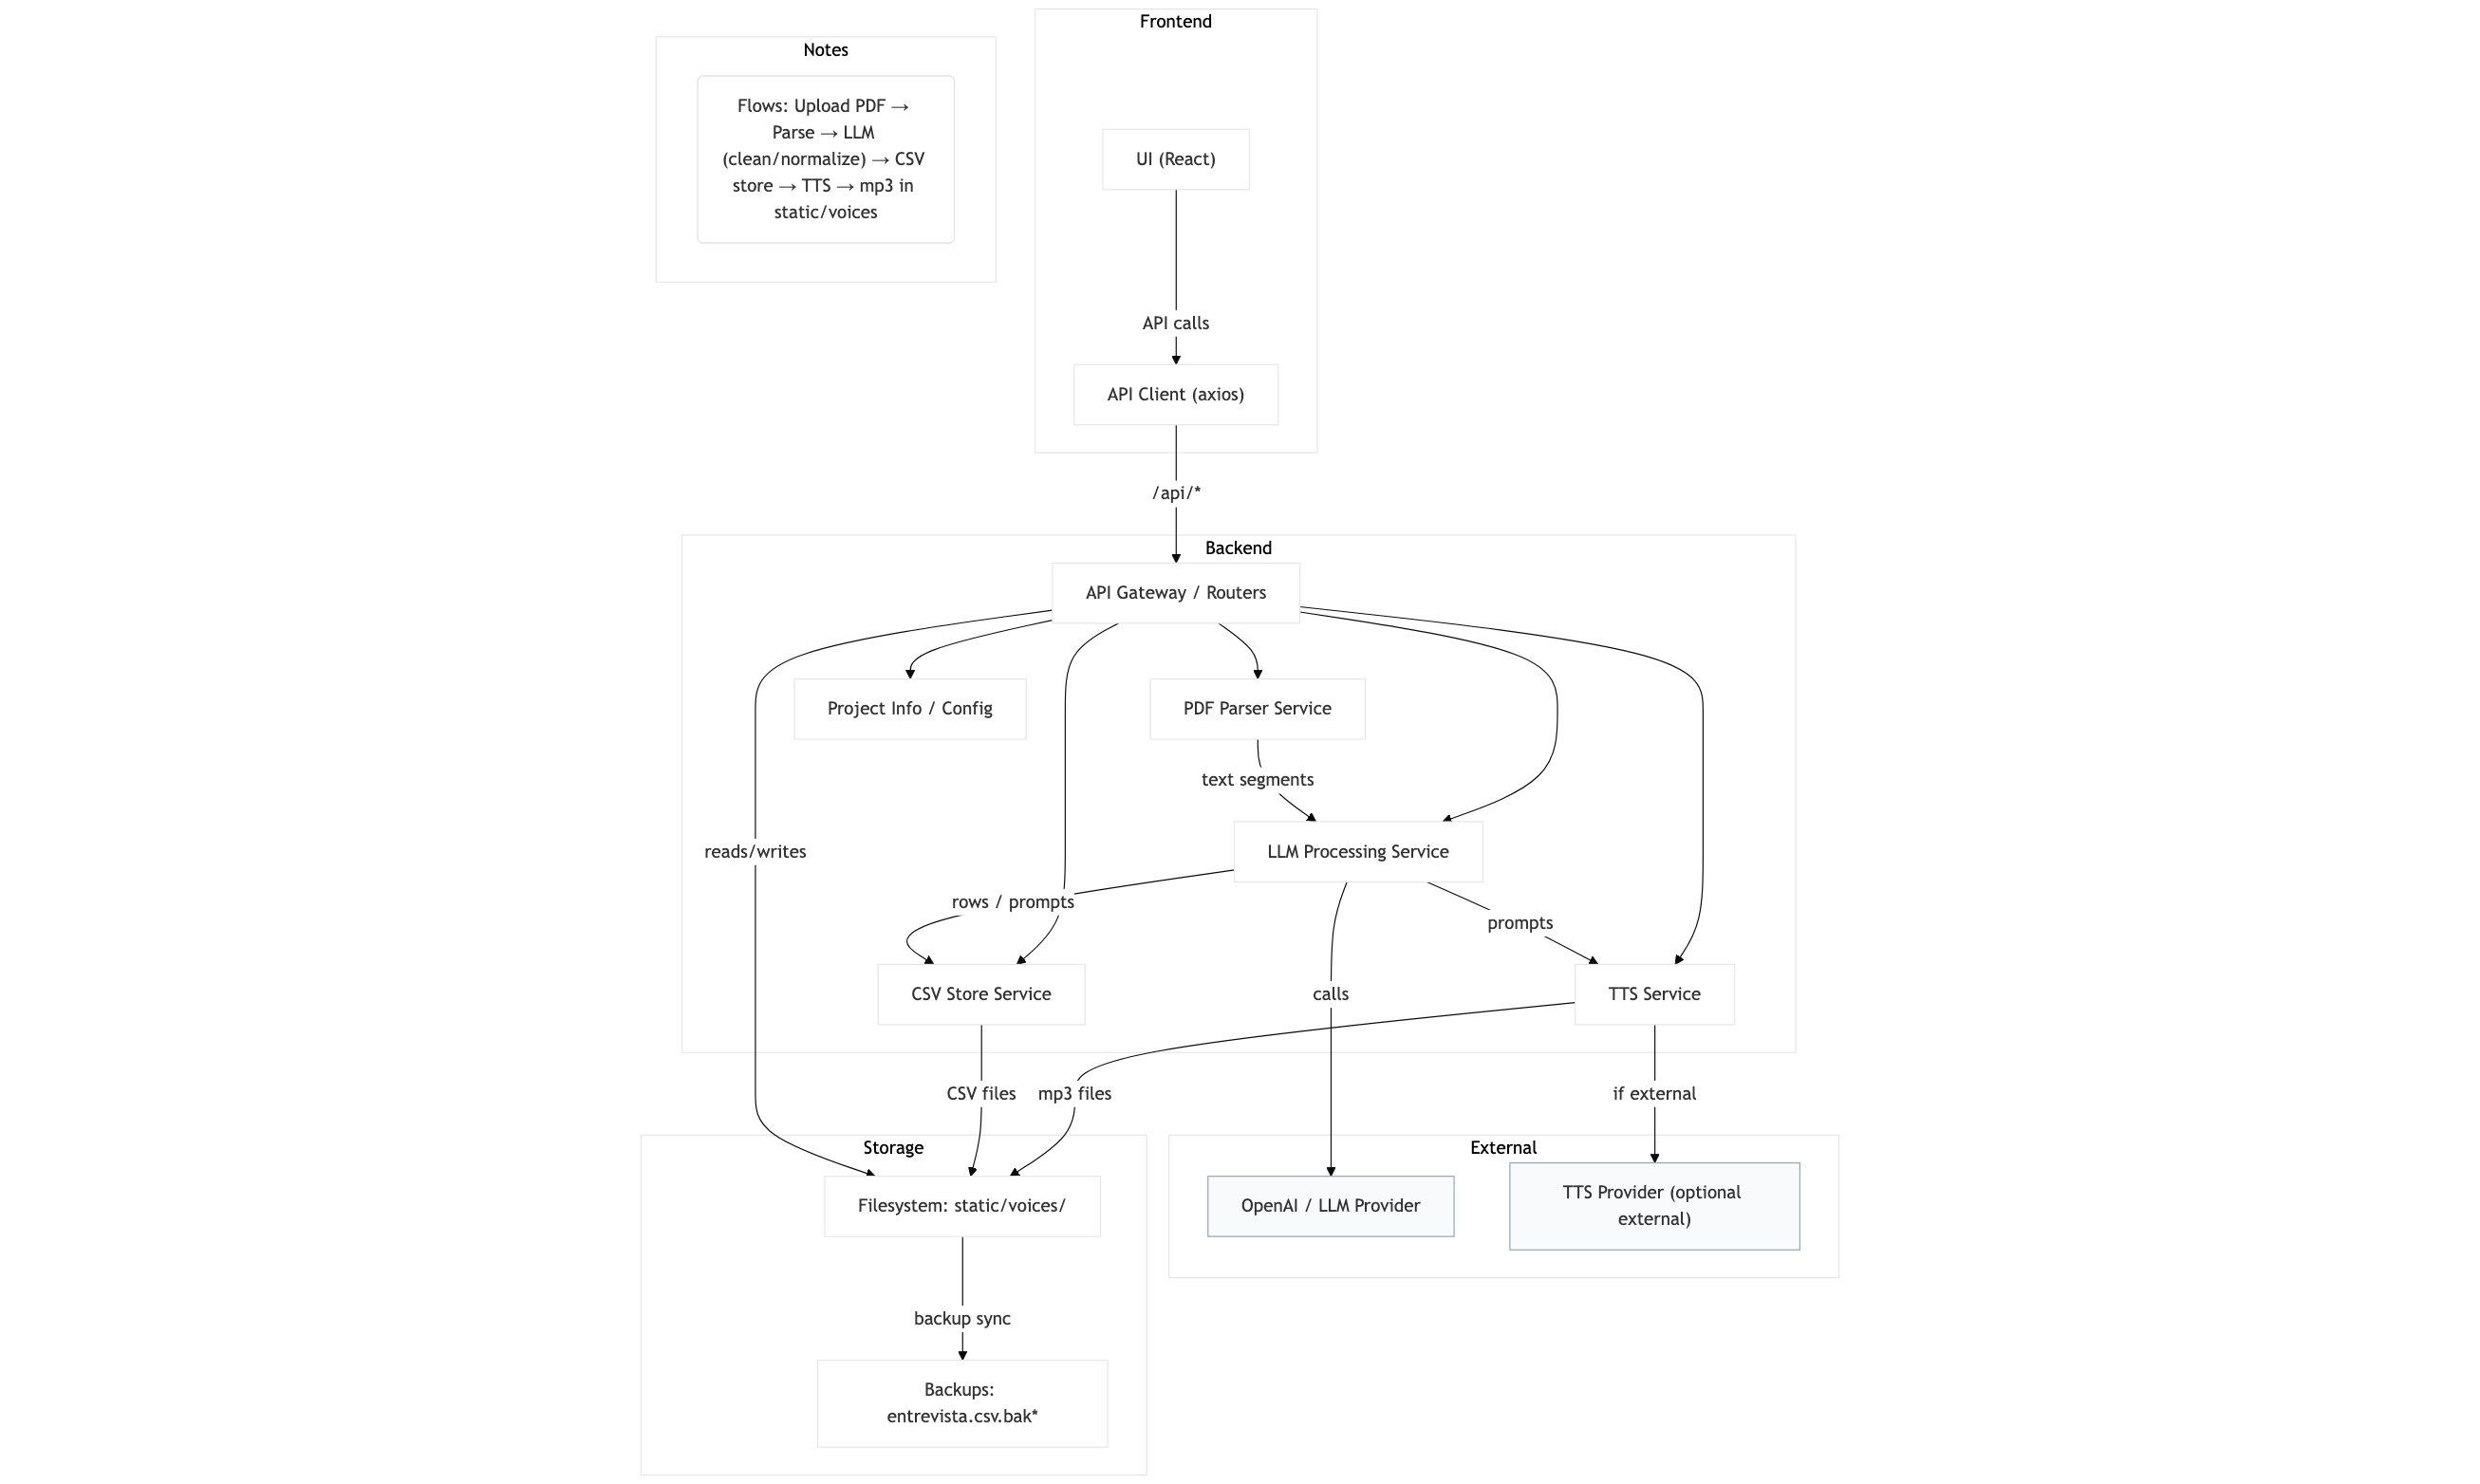 Frontend
Notes
Flows: Upload PDF →
Parse → LLM
(clean/normalize) → CSV
store → TTS → mp3 in
static/voices
UI (React)
API calls
API Client (axios)
/api/*
Backend
API Gateway / Routers
Project Info / Config
PDF Parser Service
text segments
reads/writes
LLM Processing Service
rows / prompts
prompts
CSV Store Service
calls
TTS Service
CSV files
mp3 files
if external
Storage
External
Filesystem: static/voices/
OpenAI / LLM Provider
TTS Provider (optional
external)
backup sync
Backups:
entrevista.csv.bak*